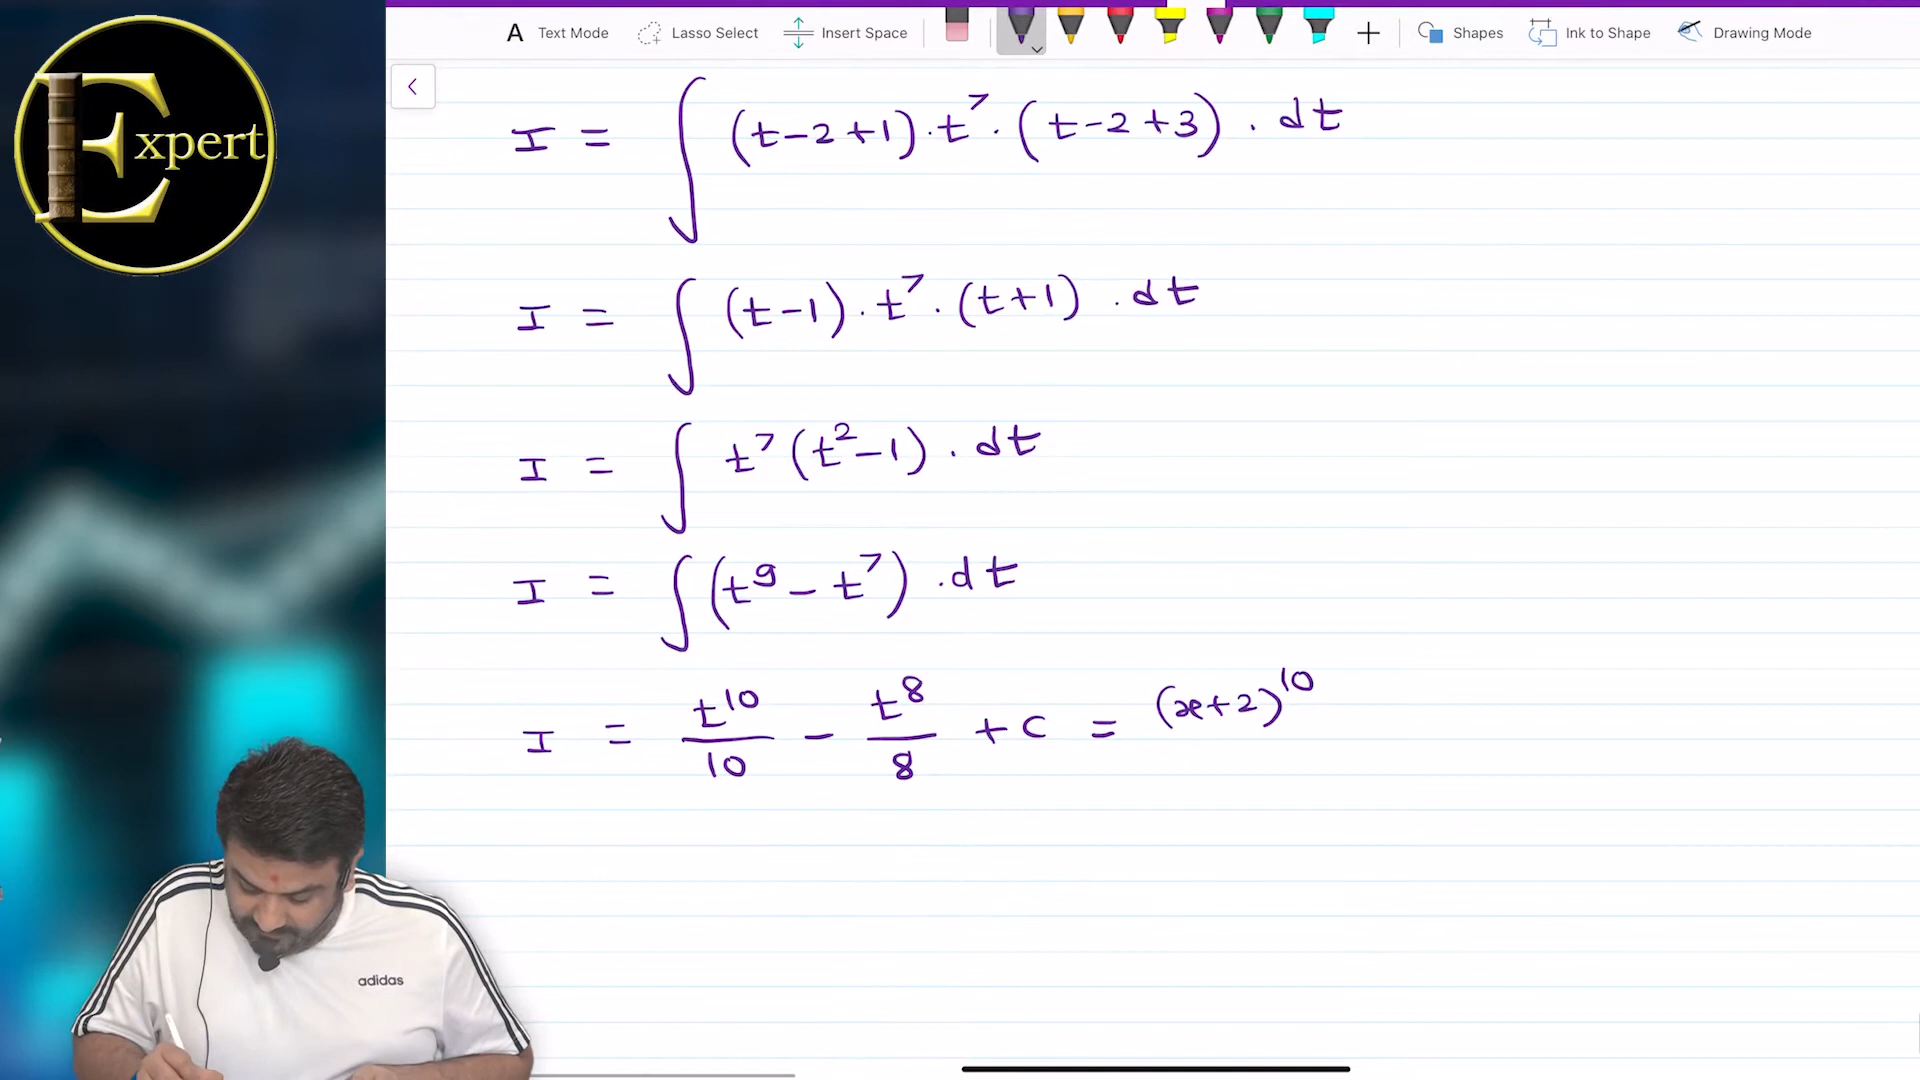 A Text Mode Lasso Select Insert Space Shapes Ink to Shape Drawing Mode
Expert
I = ∫ (t-2+1)·t⁷·(t-2+3)·dt
I = ∫ (t-1)·t⁷·(t+1)·dt
I = ∫ t⁷(t²-1)·dt
I = ∫(t⁹-t⁷)·dt
I = t¹⁰/10 - t⁸/8 + c = (x+2)¹⁰
adidas